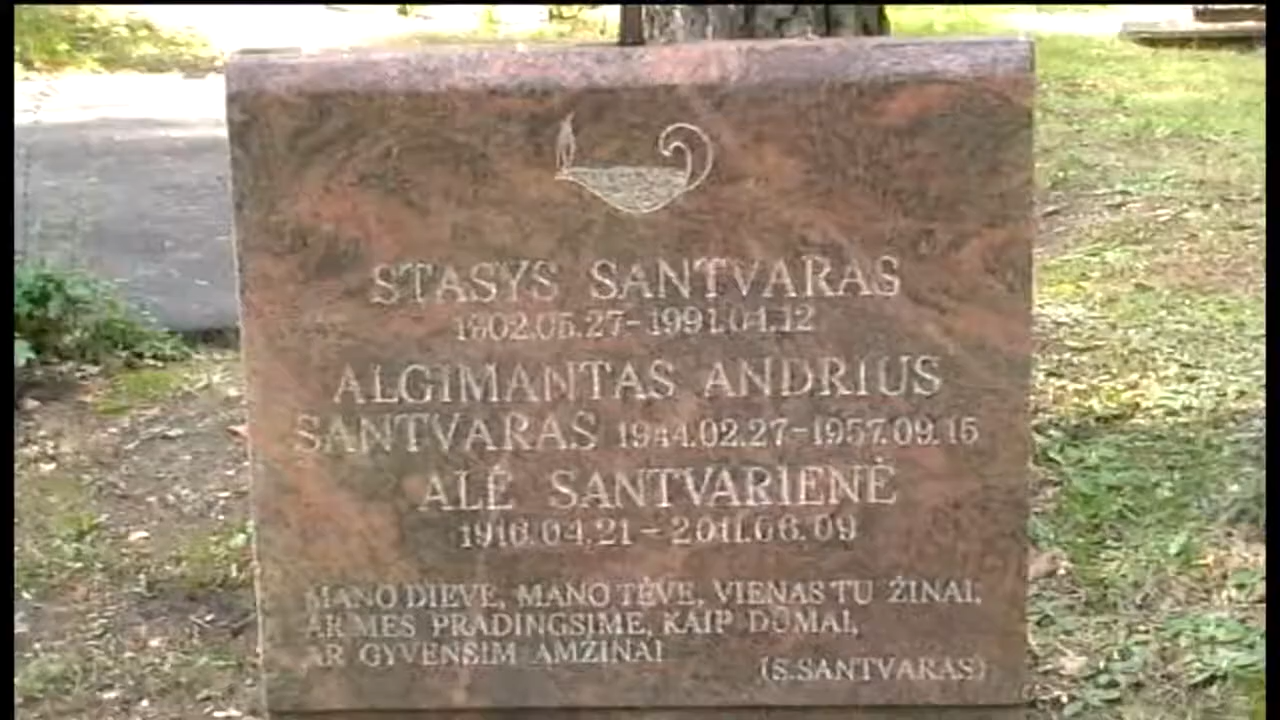 STASYS SANTVARAS
1902.05.27-1991.04.12
ALGIMANTAS ANDRIUS
SANTVARAS 1944.02.27-1957.09.15
ALĖ SANTVARIENĖ
1916.04.21-2011.06.09
MANO DIEVE, MANO TĖVE, VIENAS TU ŽINAI,
AR MES PRADINGSIME, KAIP DŪMAI,
AR GYVENSIM AMŽINAI
(S.SANTVARAS)